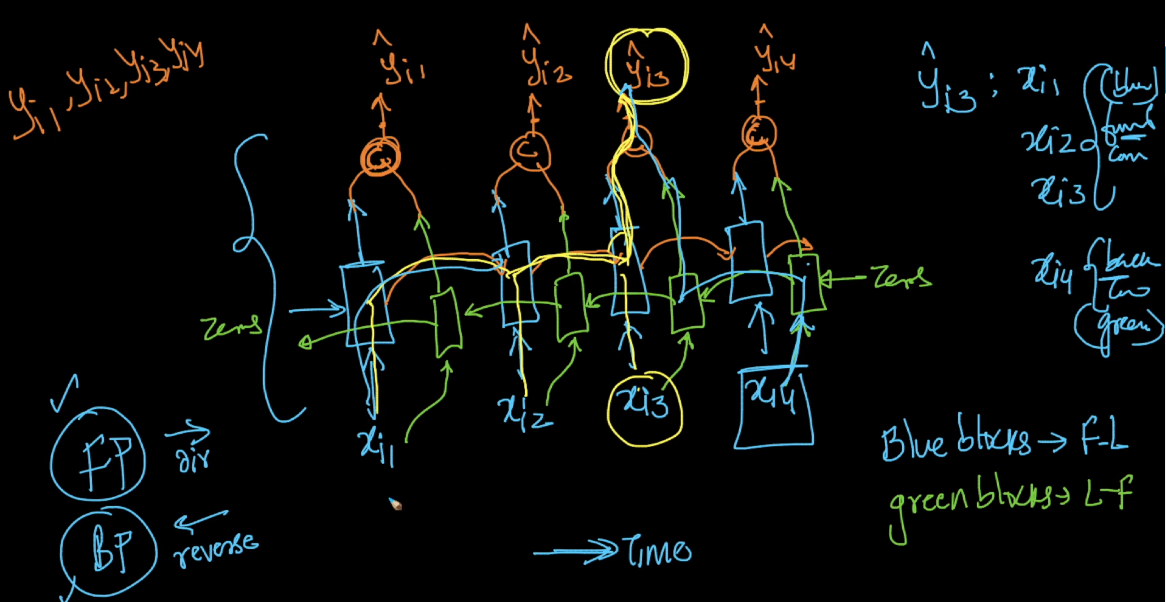 yi1, yi2, yi3, yi4
ŷi1
ŷi2
ŷi3
ŷi4
C
zeros
zeros
xi1
xi2
xi3
xi4
ŷi3 : xi1 (blue)
xi2
xi3
xi4
(green)
FP
dir
BP
reverse
→ Time
Blue blocks → F-L
green blocks → L-F